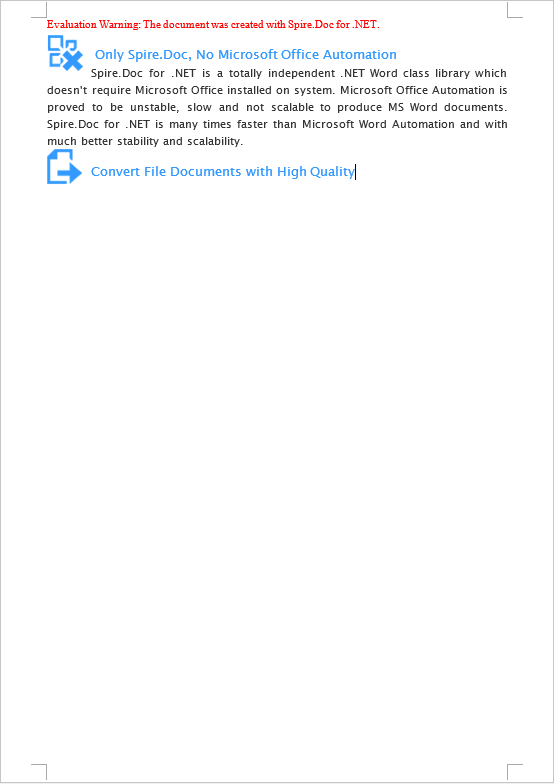 Evaluation Warning: The document was created with Spire.Doc for .NET.
Only Spire.Doc, No Microsoft Office Automation
Spire.Doc for .NET is a totally independent .NET Word class library which
doesn't require Microsoft Office installed on system. Microsoft Office Automation is
proved to be unstable, slow and not scalable to produce MS Word documents.
Spire.Doc for .NET is many times faster than Microsoft Word Automation and with
much better stability and scalability.
Convert File Documents with High Quality